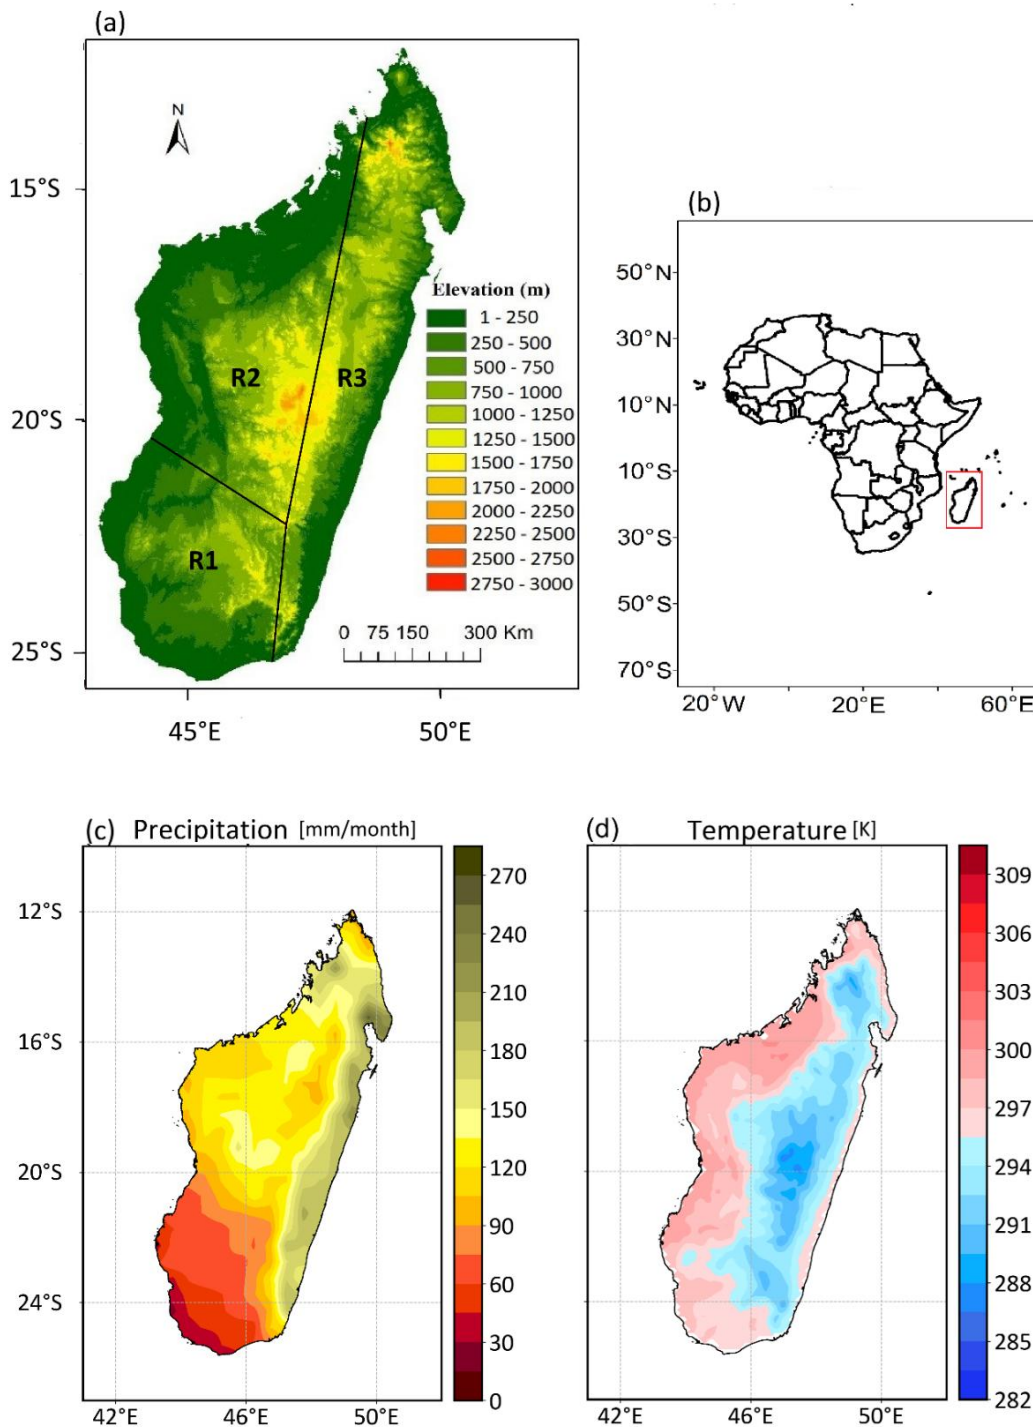 (a)
N
15°S
20°S
25°S
R2
R3
R1
Elevation (m)
1 - 250
250 - 500
500 - 750
750 - 1000
1000 - 1250
1250 - 1500
1500 - 1750
1750 - 2000
2000 - 2250
2250 - 2500
2500 - 2750
2750 - 3000
0 75 150 300 Km
45°E 50°E
(b)
50°N
30°N
10°N
10°S
30°S
50°S
70°S
20°W 20°E 60°E
(c) Precipitation [mm/month]
12°S
16°S
20°S
24°S
42°E 46°E 50°E
270
240
210
180
150
120
90
60
30
0
(d) Temperature [K]
12°S
16°S
20°S
24°S
42°E 46°E 50°E
309
306
303
300
297
294
291
288
285
282